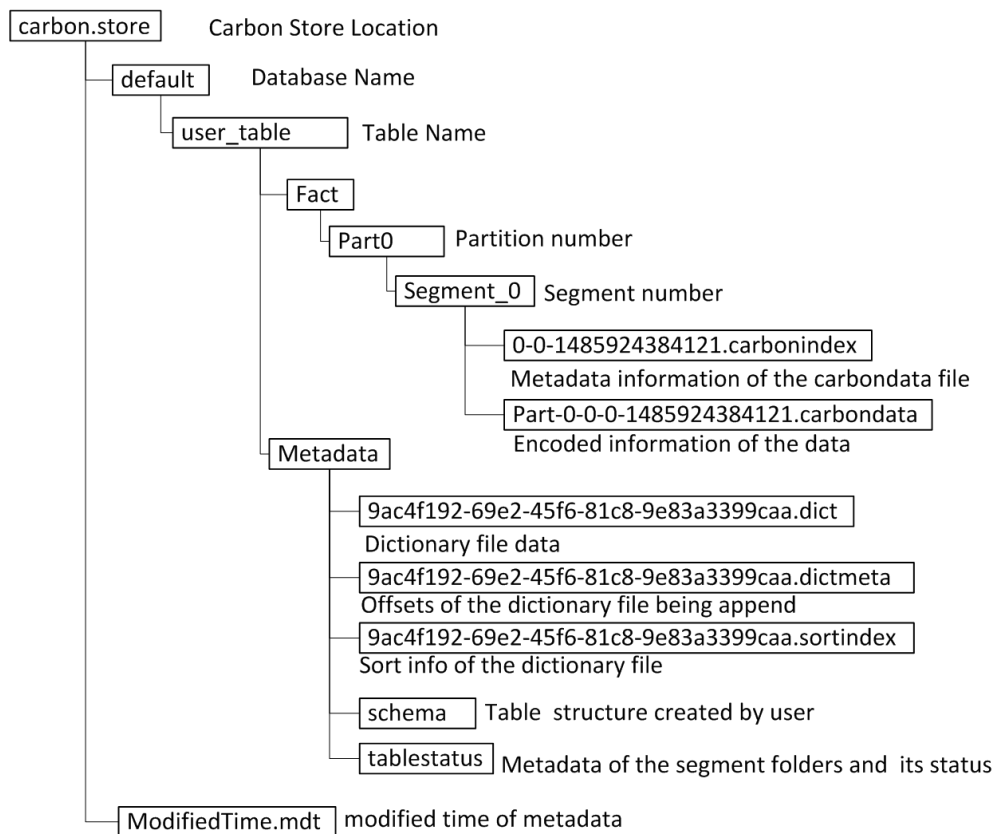 carbon.store Carbon Store Location
default Database Name
user_table Table Name
Fact
Part0 Partition number
Segment_0 Segment number
0-0-1485924384121.carbonindex
Metadata information of the carbondata file
Part-0-0-0-1485924384121.carbondata
Encoded information of the data
Metadata
9ac4f192-69e2-45f6-81c8-9e83a3399caa.dict
Dictionary file data
9ac4f192-69e2-45f6-81c8-9e83a3399caa.dictmeta
Offsets of the dictionary file being append
9ac4f192-69e2-45f6-81c8-9e83a3399caa.sortindex
Sort info of the dictionary file
schema Table structure created by user
tablestatus Metadata of the segment folders and its status
ModifiedTime.mdt modified time of metadata